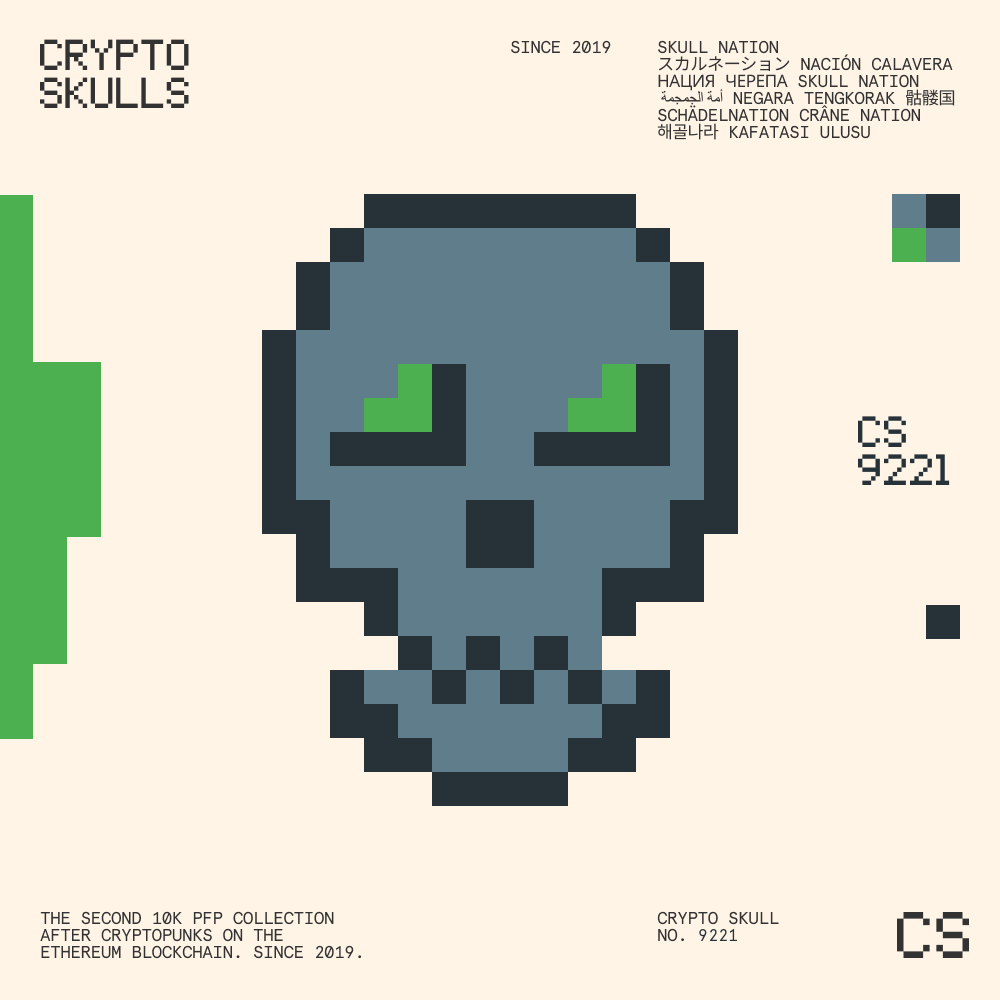 CRYPTO
SKULLS
SINCE 2019
SKULL NATION
スカルネーション NACIÓN CALAVERA
НАЦИЯ ЧЕРЕПА SKULL NATION
أمة الجمجمة NEGARA TENGKORAK 骷髅国
SCHÄDELNATION CRÂNE NATION
해골나라 KAFATASI ULUSU
CS
9221
THE SECOND 10K PFP COLLECTION
AFTER CRYPTOPUNKS ON THE
ETHEREUM BLOCKCHAIN. SINCE 2019.
CRYPTO SKULL
NO. 9221
CS